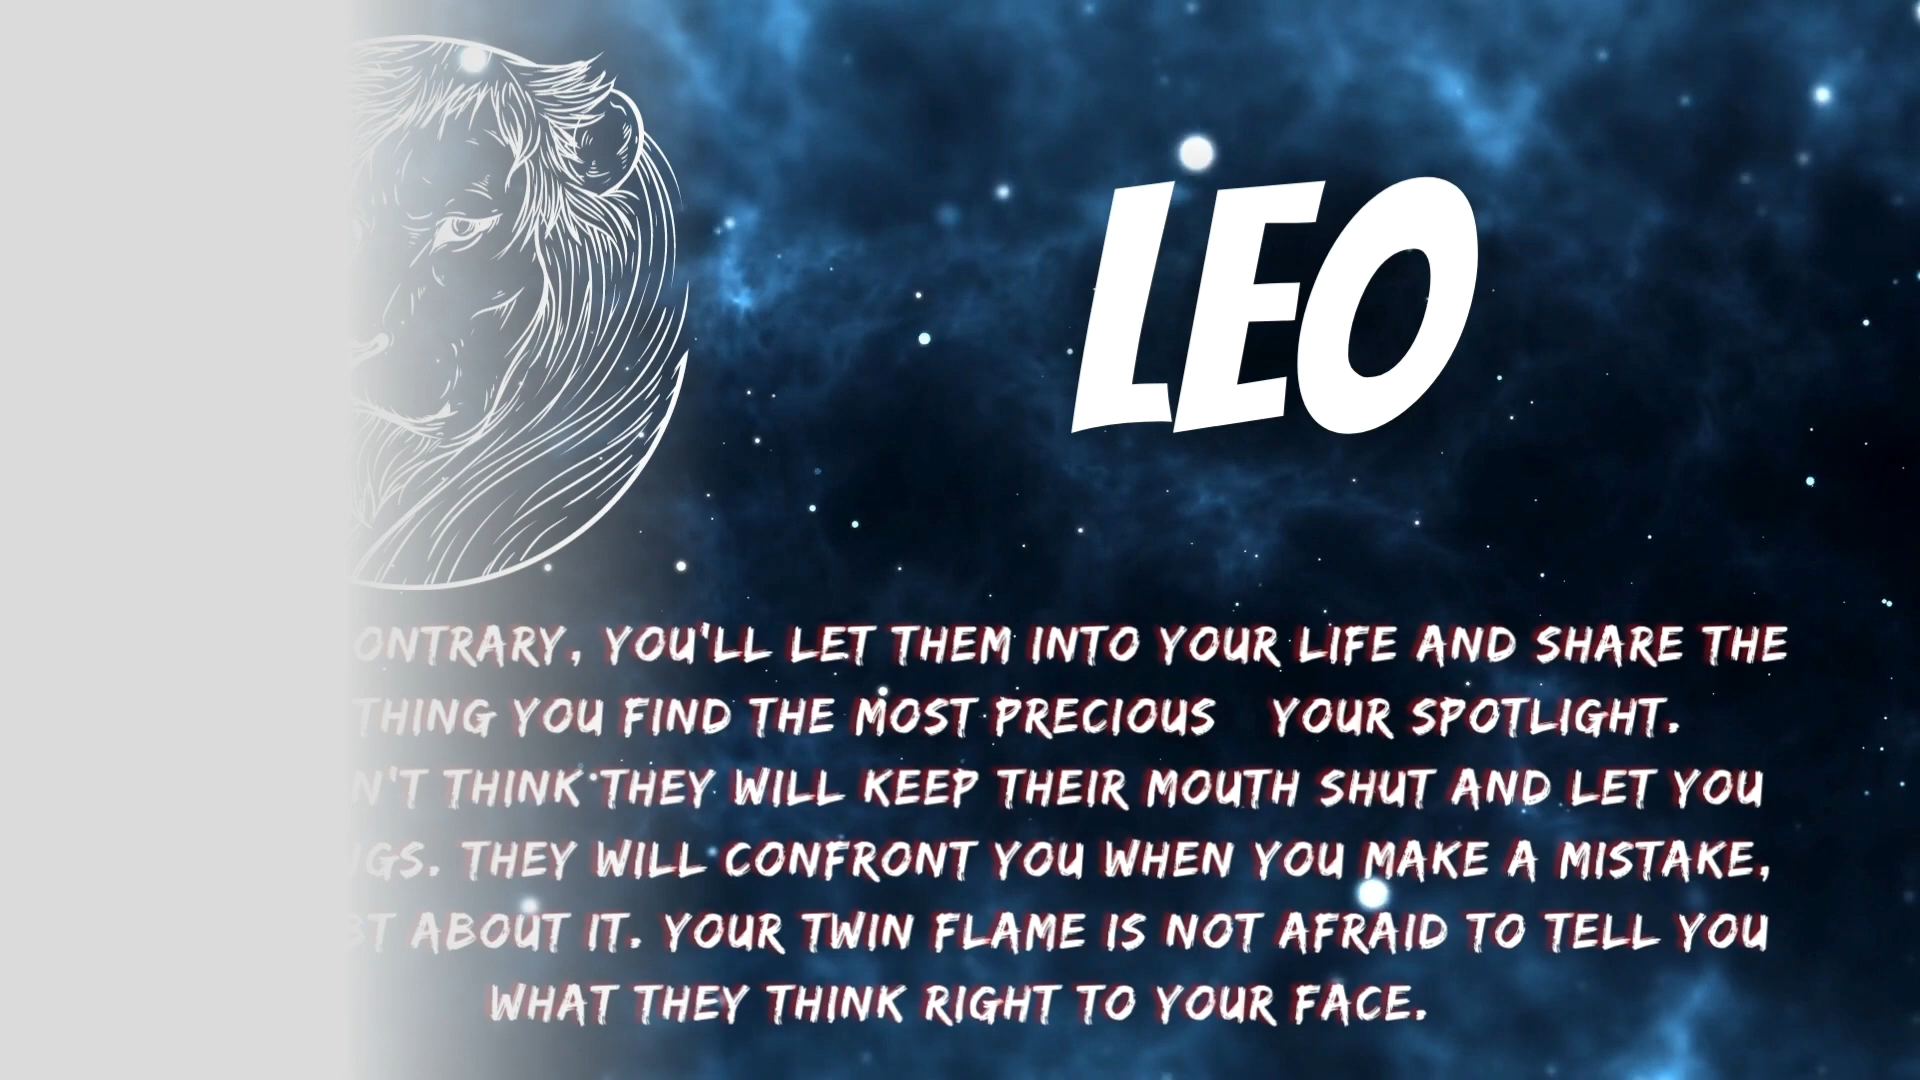 LEO
CONTRARY, YOU'LL LET THEM INTO YOUR LIFE AND SHARE THE
THING YOU FIND THE MOST PRECIOUS YOUR SPOTLIGHT.
THINK THEY WILL KEEP THEIR MOUTH SHUT AND LET YOU
THEY WILL CONFRONT YOU WHEN YOU MAKE A MISTAKE,
ABOUT IT. YOUR TWIN FLAME IS NOT AFRAID TO TELL YOU
WHAT THEY THINK RIGHT TO YOUR FACE.